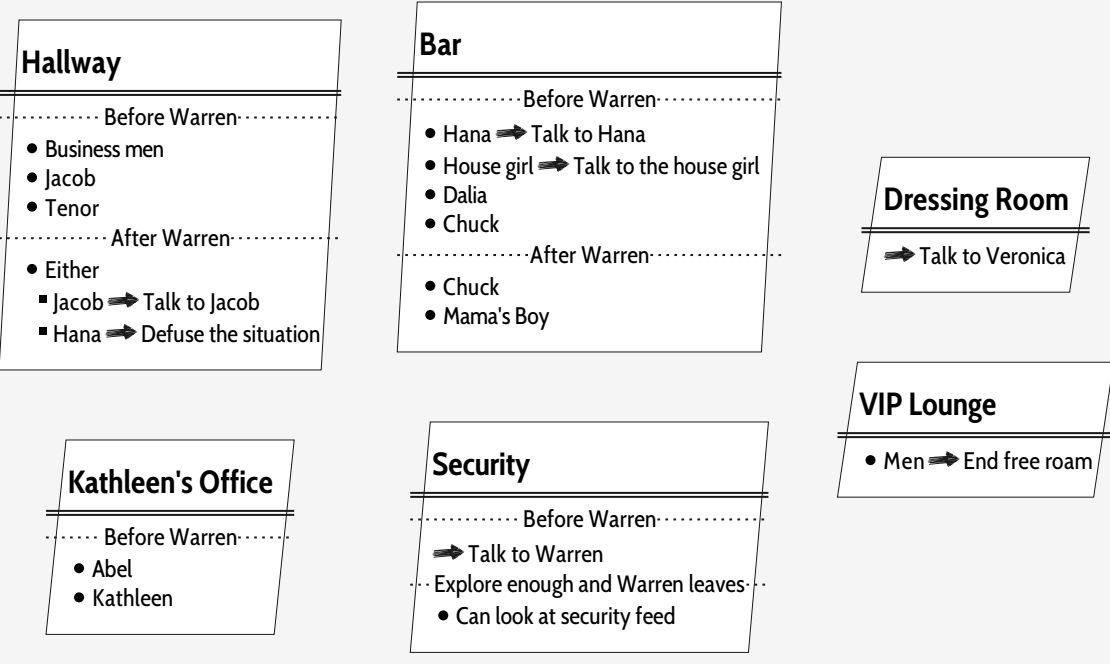 Hallway
Before Warren
Business men
Jacob
Tenor
After Warren
Either
Jacob Talk to Jacob
Hana Defuse the situation
Bar
Before Warren
Hana Talk to Hana
House girl Talk to the house girl
Dalia
Chuck
After Warren
Chuck
Mama's Boy
Dressing Room
Talk to Veronica
VIP Lounge
Men End free roam
Kathleen's Office
Before Warren
Abel
Kathleen
Security
Before Warren
Talk to Warren
Explore enough and Warren leaves
Can look at security feed